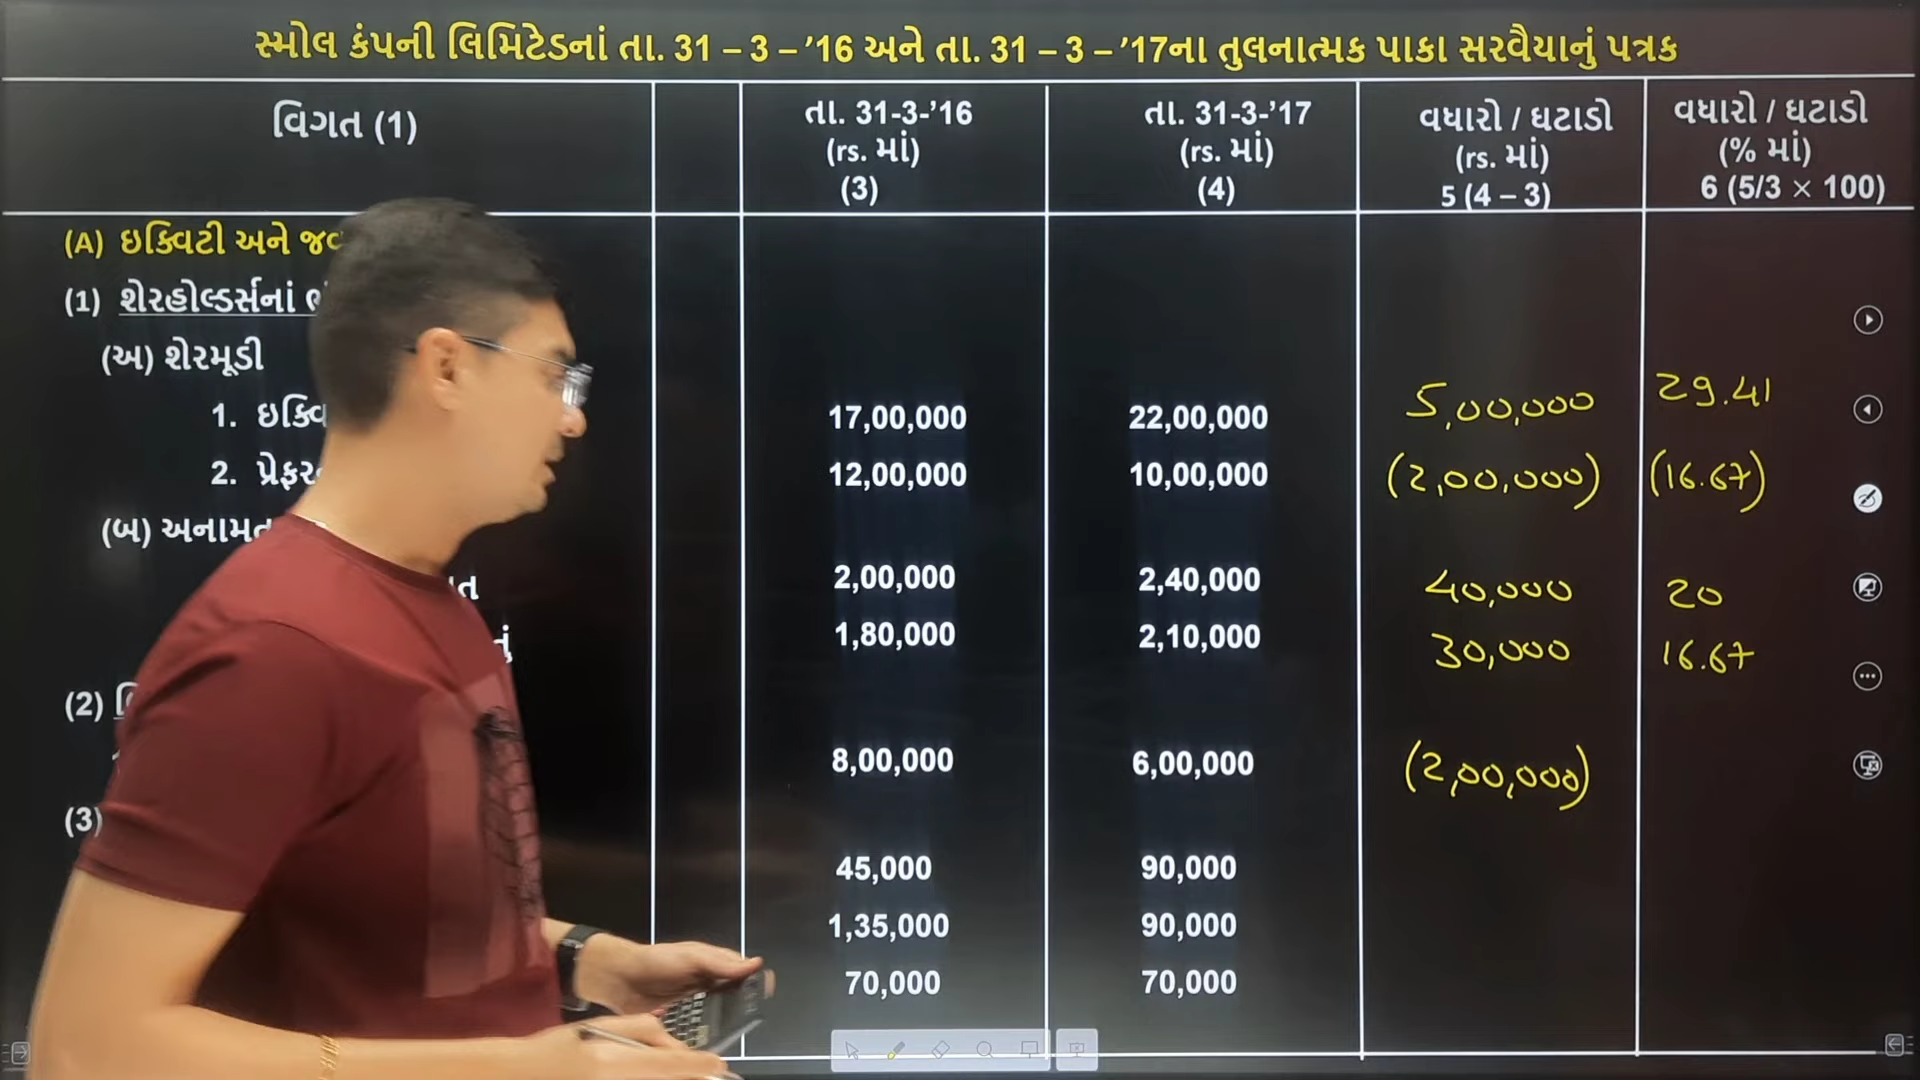 સ્મોલ કંપની લિમિટેડનાં તા. 31 – 3 – ’16 અને તા. 31 – 3 – ’17ના તુલનાત્મક પાકા સરવૈયાનું પત્રક
વિગત (1)
તા. 31-3-’16
(rs. માં)
(3)
તા. 31-3-’17
(rs. માં)
(4)
વધારો / ઘટાડો
(rs. માં)
5 (4 – 3)
વધારો / ઘટાડો
(% માં)
6 (5/3 × 100)
(A) ઇક્વિટી અને
(1) શેરહોલ્ડર્સનાં
(અ) શેરમૂડી
1. 17,00,000 22,00,000 5,00,000 29.41
2. 12,00,000 10,00,000 (2,00,000) (16.67)
(બ) અનામત
2,00,000 2,40,000 40,000 20
1,80,000 2,10,000 30,000 16.67
(2)
8,00,000 6,00,000 (2,00,000)
(3)
45,000 90,000
1,35,000 90,000
70,000 70,000